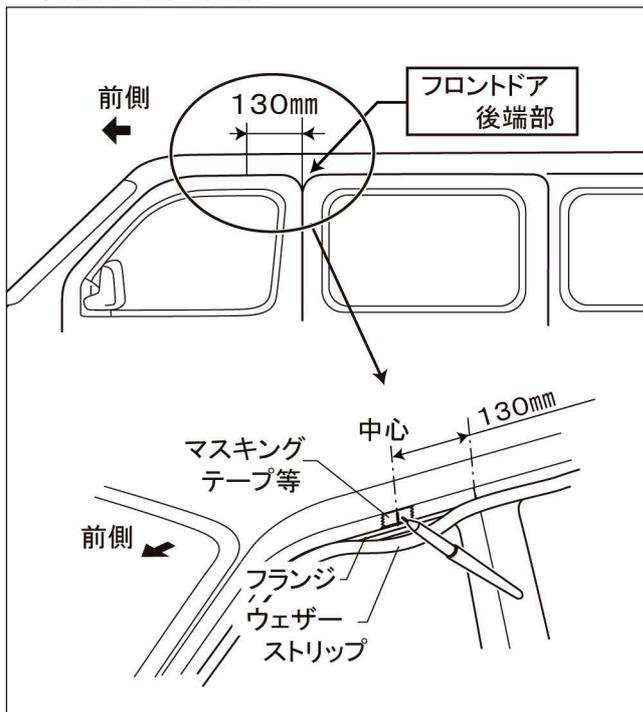 前側
130mm
フロントドア
後端部
130mm
中心
マスキング
テープ等
前側
フランジ
ウェザー
ストリップ